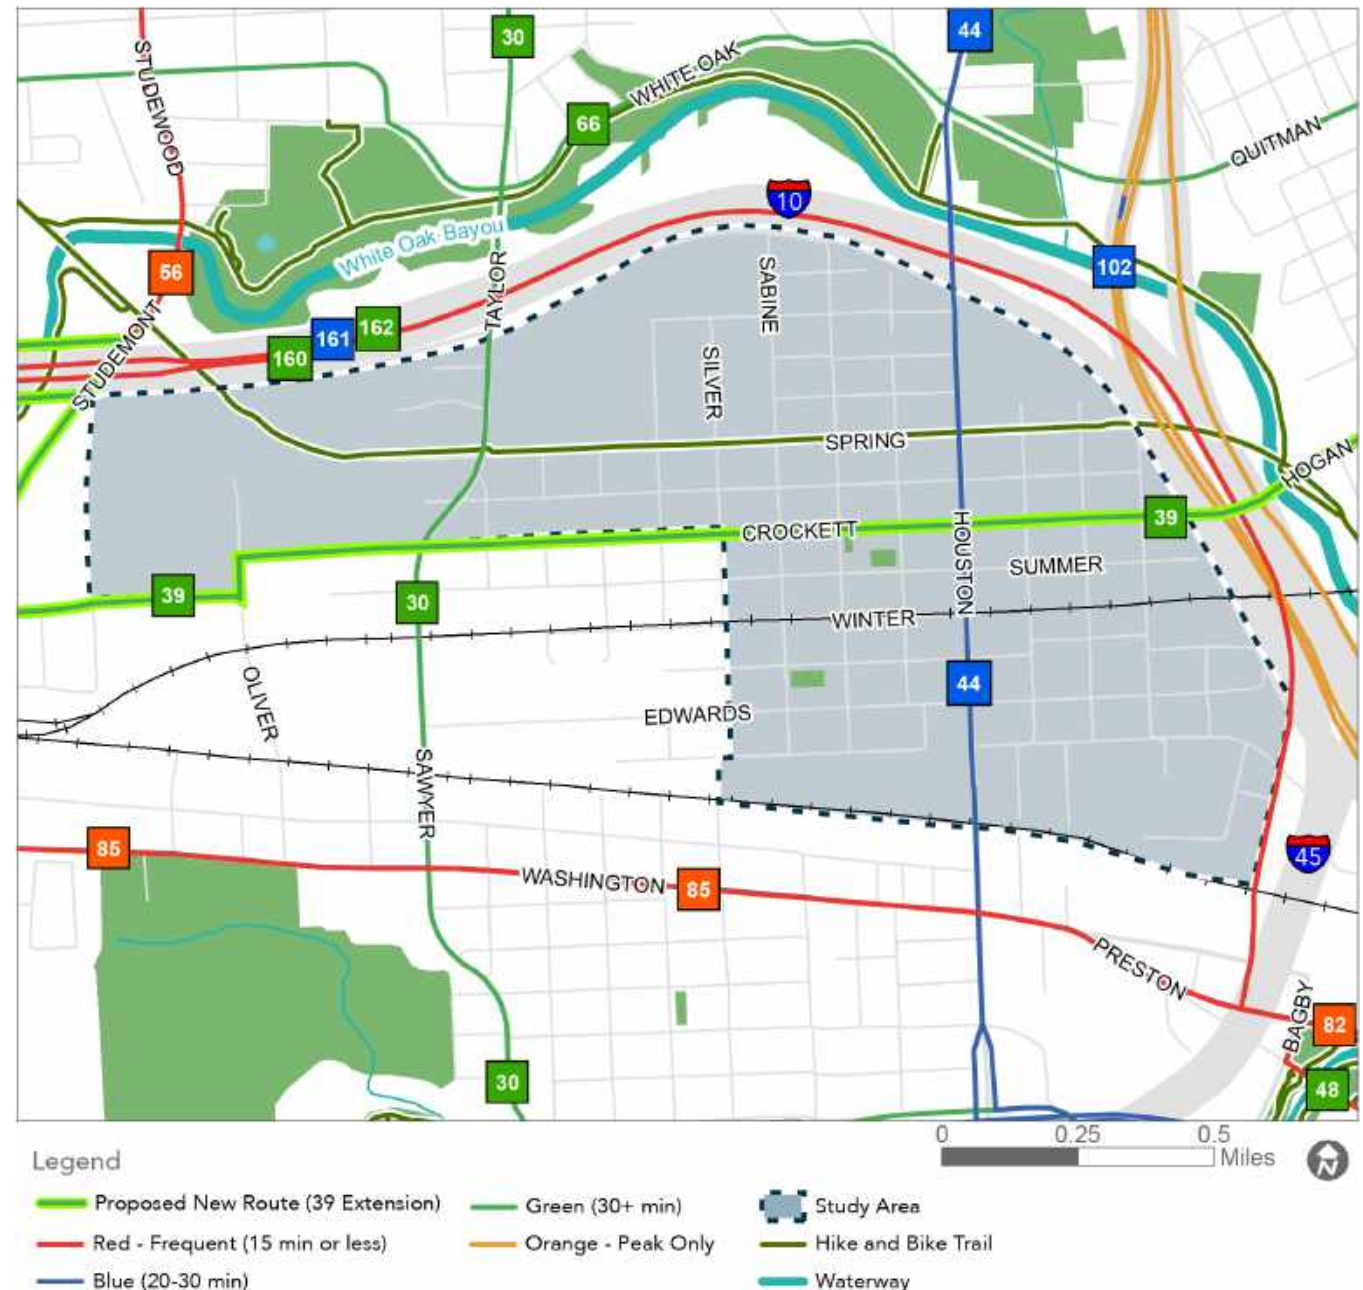 30
44
STUDEWOOD
WHITE OAK
66
QUITMAN
10
White Oak Bayou
56
102
TAYLOR
SABINE
161
162
160
STUDEMONT
SILVER
SPRING
HOGAN
CROCKETT
39
HOUSTON
SUMMER
39
30
WINTER
OLIVER
44
EDWARDS
SAWYER
85
45
WASHINGTON
85
PRESTON
BAGBY
82
30
48
0 0.25 0.5
Miles
N
Legend
Proposed New Route (39 Extension)
Green (30+ min)
Study Area
Red - Frequent (15 min or less)
Orange - Peak Only
Hike and Bike Trail
Blue (20-30 min)
Waterway